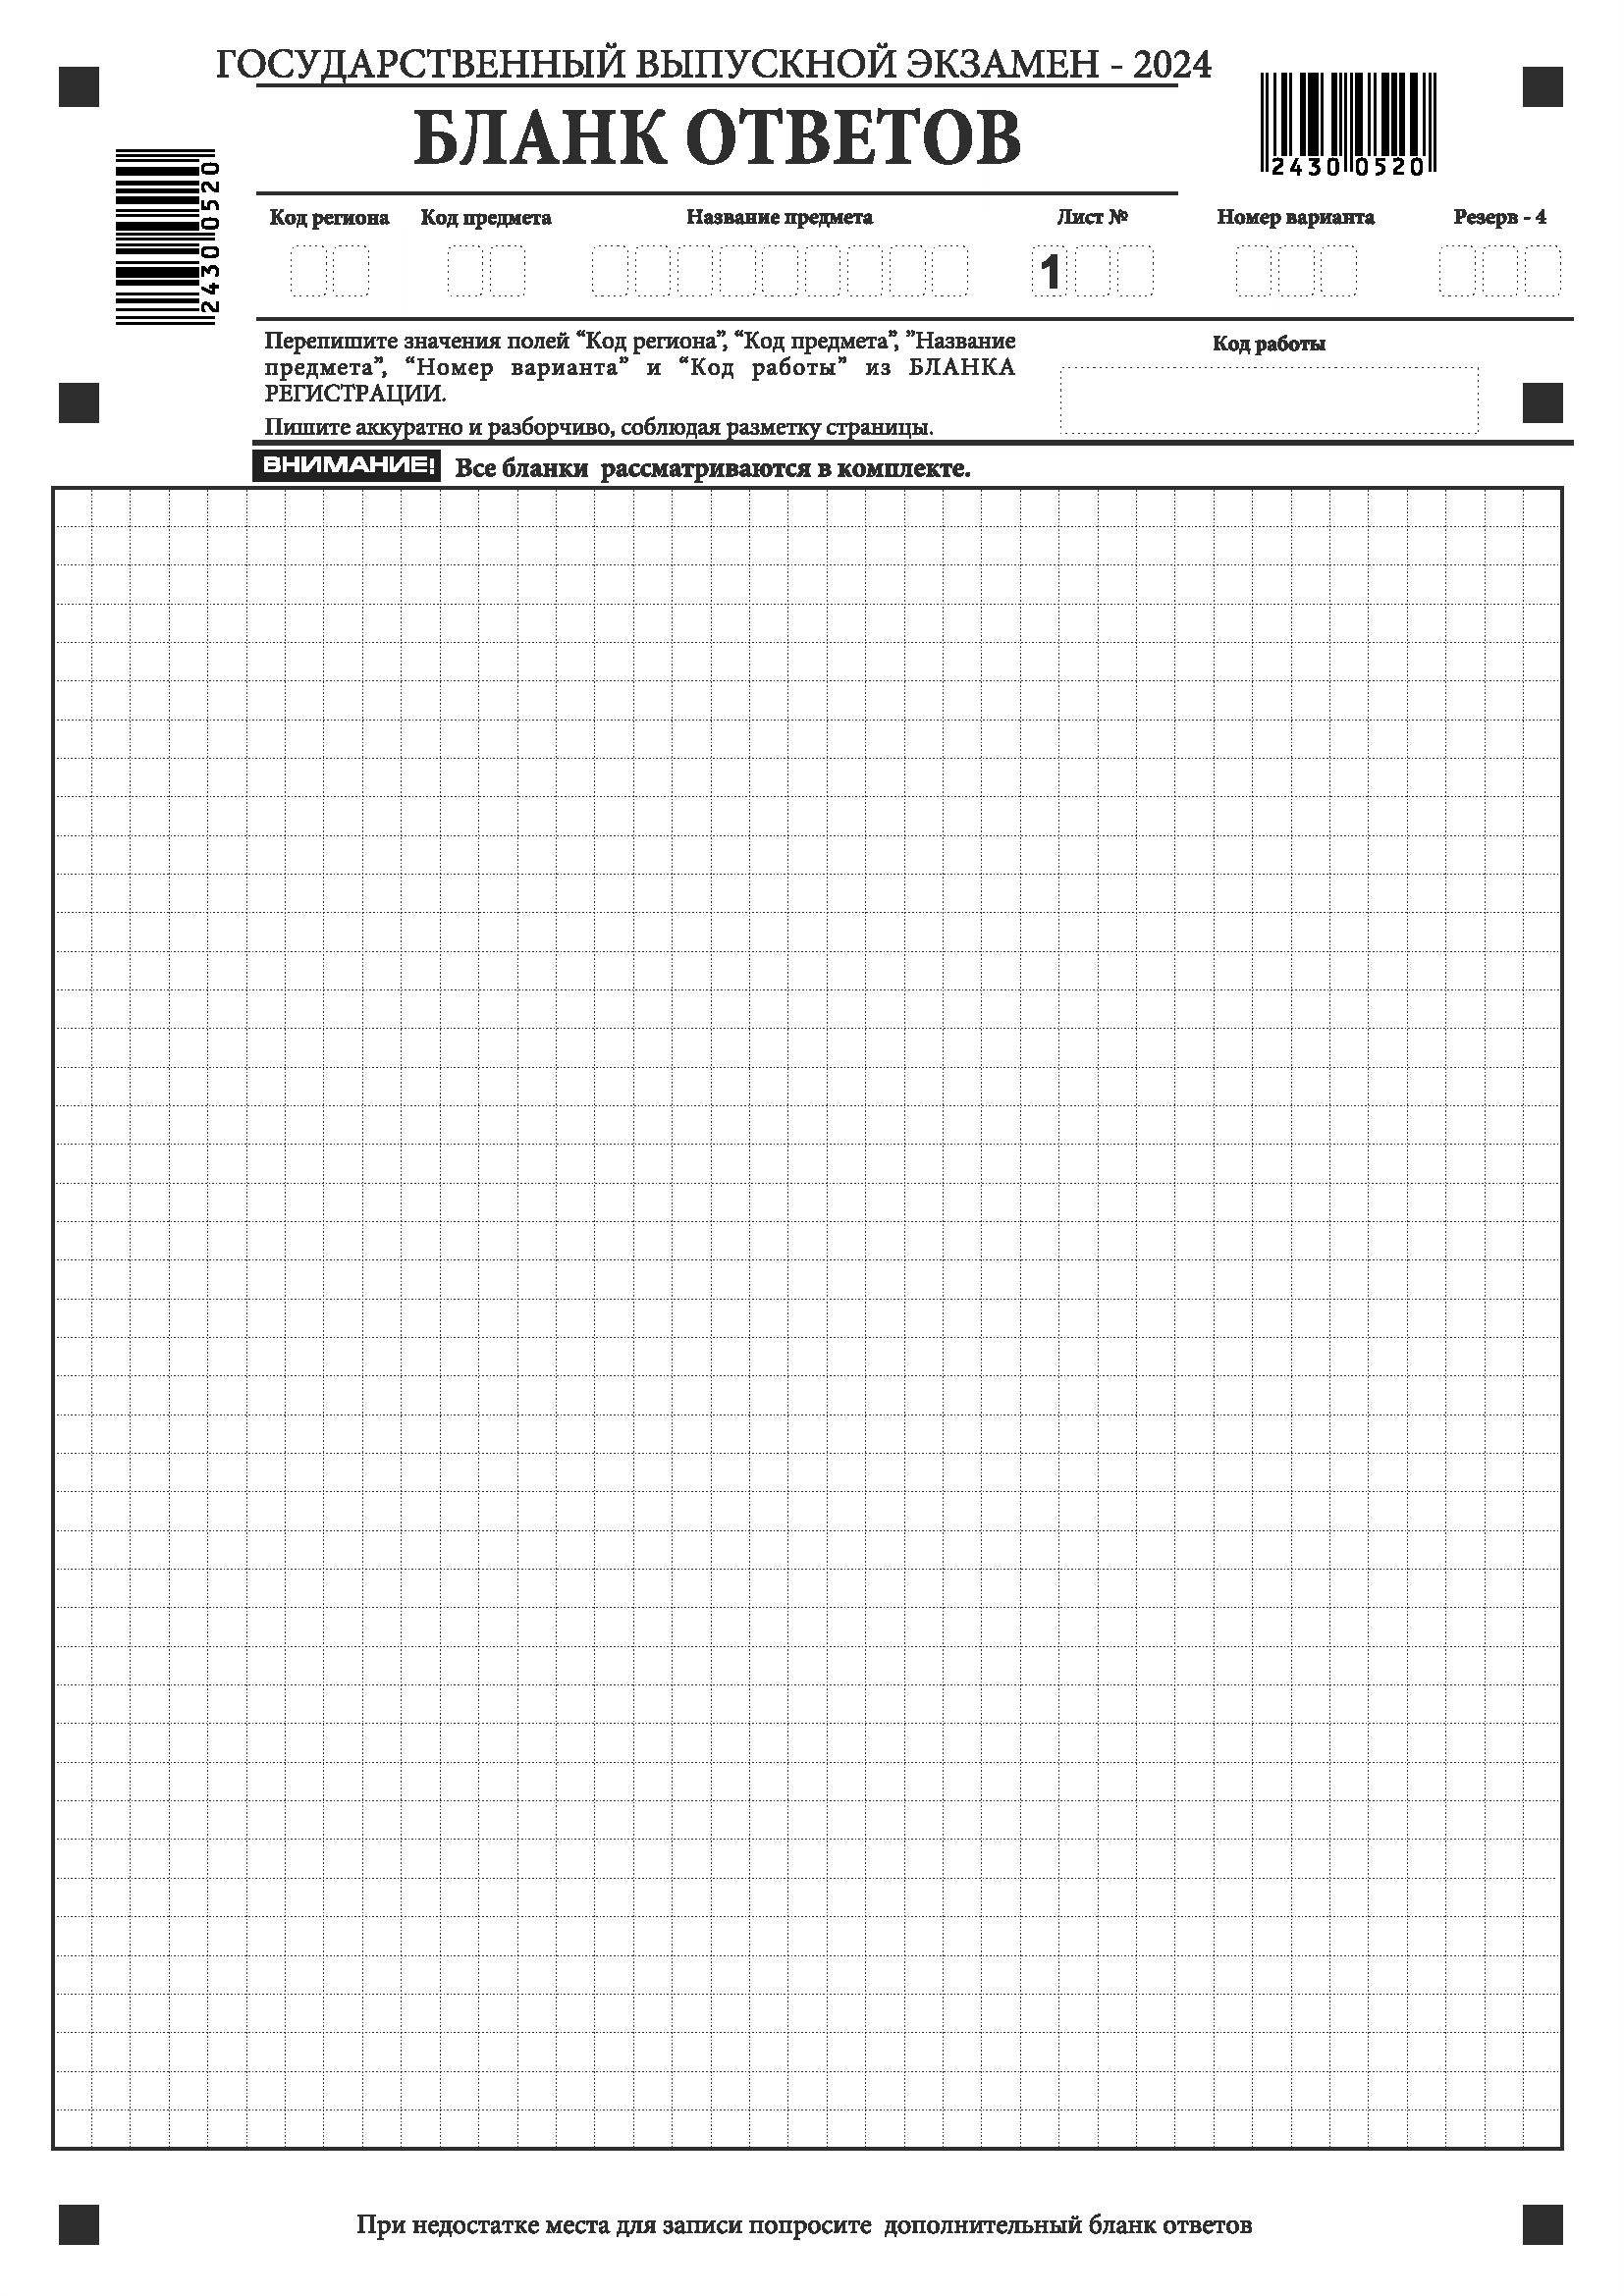 ГОСУДАРСТВЕННЫЙ ВЫПУСКНОЙ ЭКЗАМЕН - 2024
БЛАНК ОТВЕТОВ
2430 0520
2430 0520
Код региона Код предмета Название предмета Лист № Номер варианта Резерв - 4
1
Перепишите значения полей “Код региона”, “Код предмета”, ”Название
предмета”, “Номер варианта” и “Код работы” из БЛАНКА
РЕГИСТРАЦИИ.
Пишите аккуратно и разборчиво, соблюдая разметку страницы.
Код работы
ВНИМАНИЕ! Все бланки рассматриваются в комплекте.
При недостатке места для записи попросите дополнительный бланк ответов